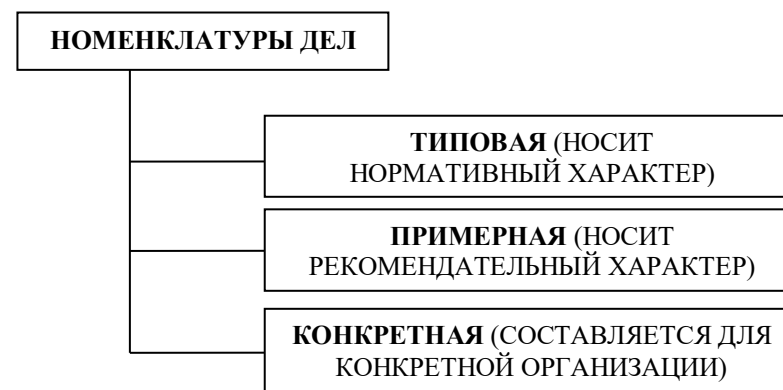 НОМЕНКЛАТУРЫ ДЕЛ
ТИПОВАЯ (НОСИТ
НОРМАТИВНЫЙ ХАРАКТЕР)
ПРИМЕРНАЯ (НОСИТ
РЕКОМЕНДАТЕЛЬНЫЙ ХАРАКТЕР)
КОНКРЕТНАЯ (СОСТАВЛЯЕТСЯ ДЛЯ
КОНКРЕТНОЙ ОРГАНИЗАЦИИ)